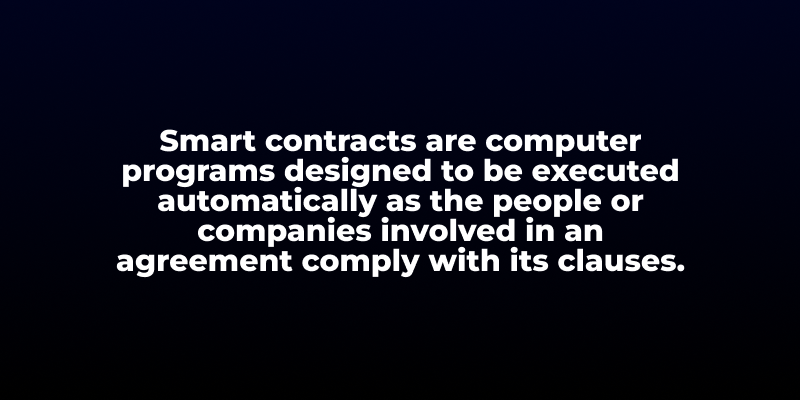 Smart contracts are computer
programs designed to be executed
automatically as the people or
companies involved in an
agreement comply with its clauses.